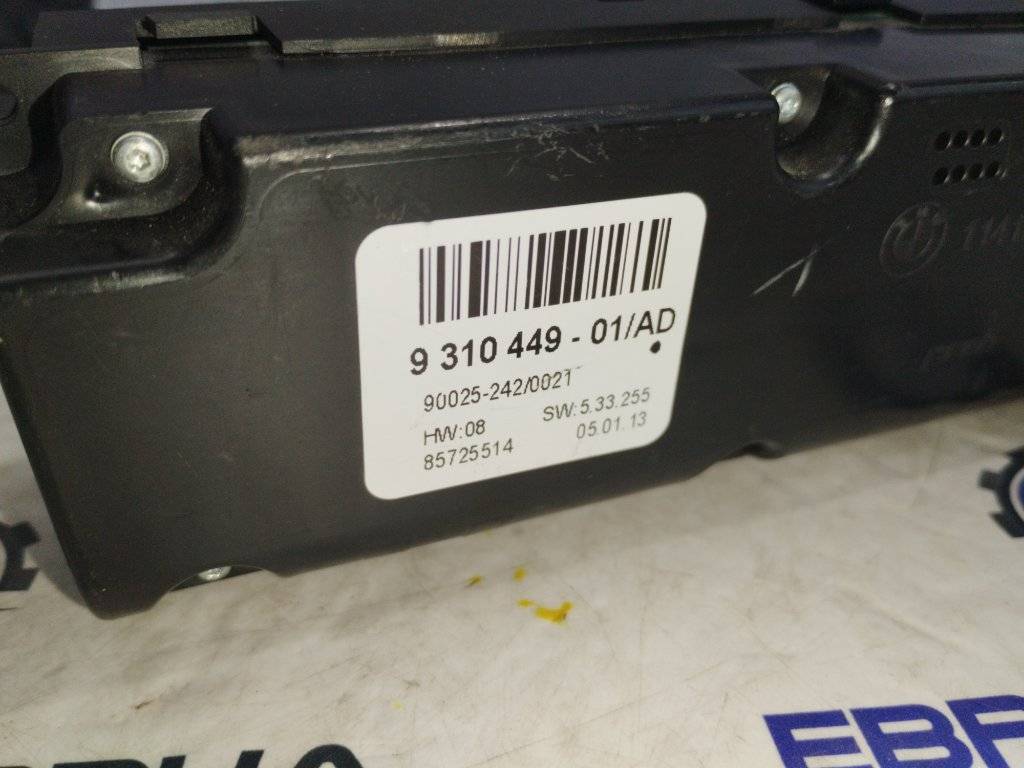 9 310 449 - 01/AD
90025-242/0021
HW:08 SW:5.33.255
85725514 05.01.13